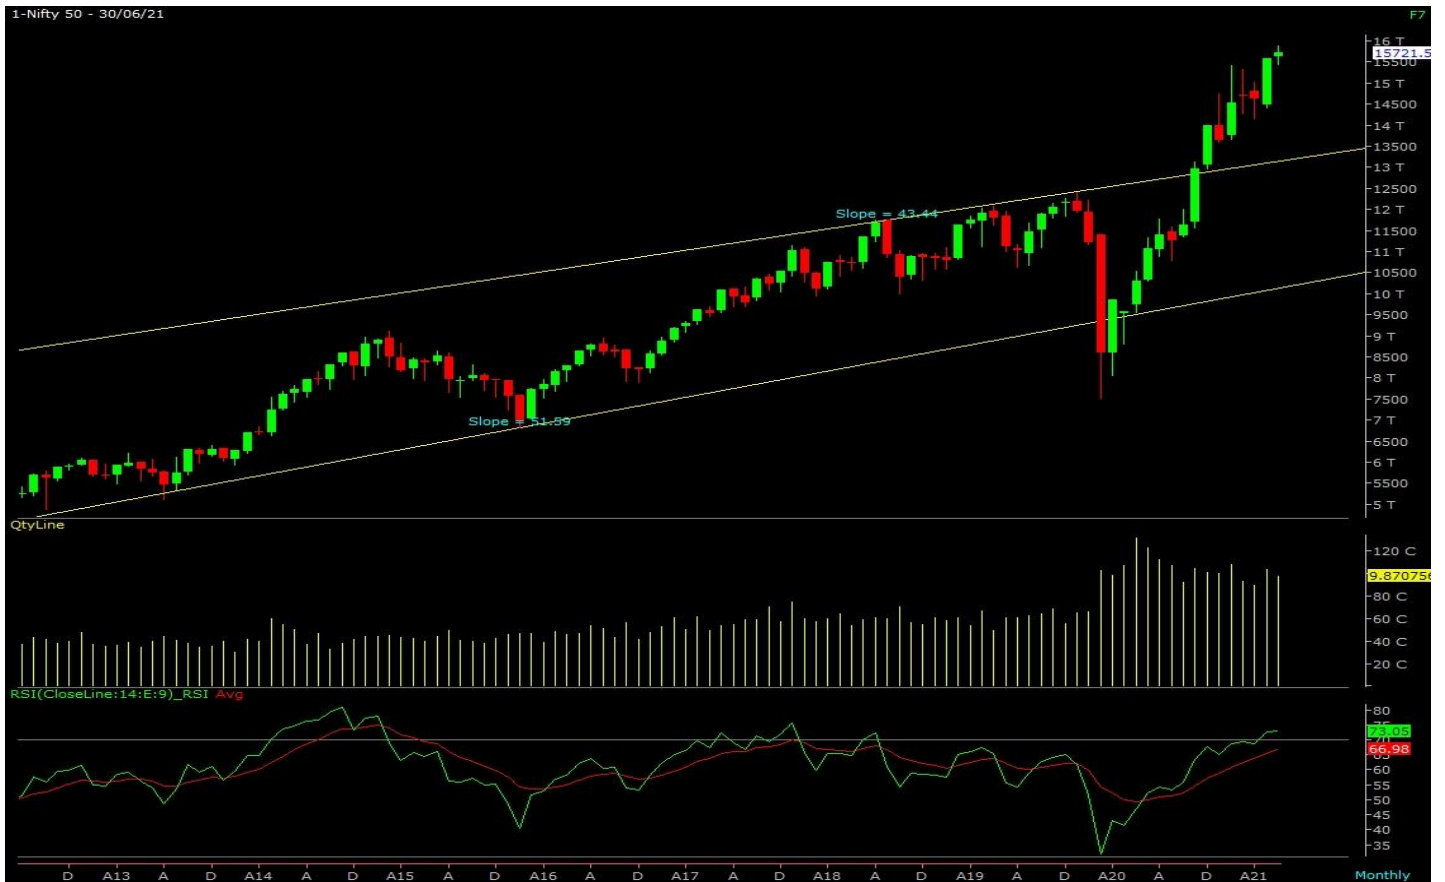 1-Nifty 50 - 30/06/21
F7
16 T
15721.5
15500
15 T
14500
14 T
13500
13 T
12500
12 T
11500
11 T
10500
10 T
9500
9 T
8500
8 T
7500
7 T
6500
6 T
5500
5 T
Slope = 43.44
Slope = 51.59
QtyLine
120 C
9.870756
80 C
60 C
40 C
20 C
RSI(CloseLine:14:E:9)_RSI Avg
80
75
73.05
70
66.98
65
60
55
50
45
40
35
D A13 A D A14 A D A15 A D A16 A D A17 A D A18 A D A19 A D A20 A D A21
Monthly